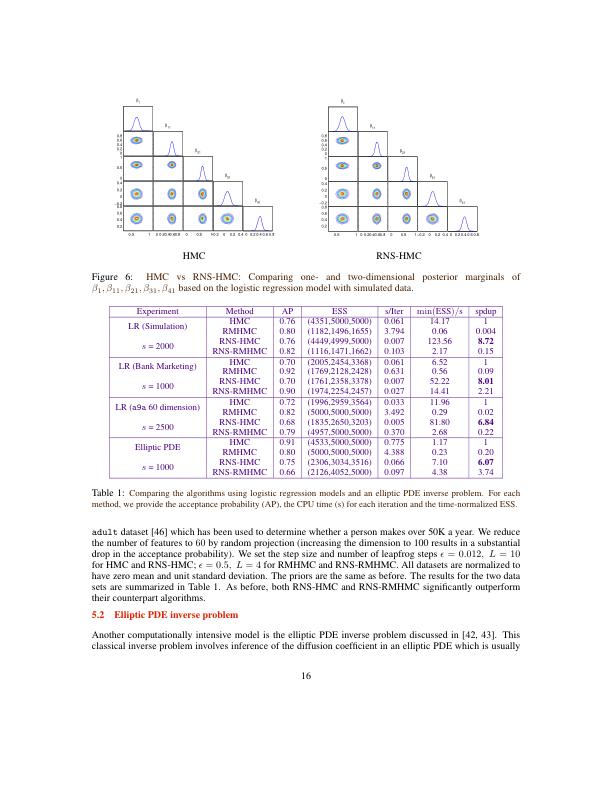 β1
β11
β21
β31
β41
β1
β11
β21
β31
β41
HMC
RNS-HMC
Figure 6: HMC vs RNS-HMC: Comparing one- and two-dimensional posterior marginals of
β1, β11, β21, β31, β41 based on the logistic regression model with simulated data.
Experiment Method AP ESS s/Iter min(ESS)/s spdup
LR (Simulation)
s = 2000
HMC 0.76 (4351,5000,5000) 0.061 14.17 1
RMHMC 0.80 (1182,1496,1655) 3.794 0.06 0.004
RNS-HMC 0.76 (4449,4999,5000) 0.007 123.56 8.72
RNS-RMHMC 0.82 (1116,1471,1662) 0.103 2.17 0.15
LR (Bank Marketing)
s = 1000
HMC 0.70 (2005,2454,3368) 0.061 6.52 1
RMHMC 0.92 (1769,2128,2428) 0.631 0.56 0.09
RNS-HMC 0.70 (1761,2358,3378) 0.007 52.22 8.01
RNS-RMHMC 0.90 (1974,2254,2457) 0.027 14.41 2.21
LR (a9a 60 dimension)
s = 2500
HMC 0.72 (1996,2959,3564) 0.033 11.96 1
RMHMC 0.82 (5000,5000,5000) 3.492 0.29 0.02
RNS-HMC 0.68 (1835,2650,3203) 0.005 81.80 6.84
RNS-RMHMC 0.79 (4957,5000,5000) 0.370 2.68 0.22
Elliptic PDE
s = 1000
HMC 0.91 (4533,5000,5000) 0.775 1.17 1
RMHMC 0.80 (5000,5000,5000) 4.388 0.23 0.20
RNS-HMC 0.75 (2306,3034,3516) 0.066 7.10 6.07
RNS-RMHMC 0.66 (2126,4052,5000) 0.097 4.38 3.74
Table 1: Comparing the algorithms using logistic regression models and an elliptic PDE inverse problem. For each
method, we provide the acceptance probability (AP), the CPU time (s) for each iteration and the time-normalized ESS.
adult dataset [46] which has been used to determine whether a person makes over 50K a year. We reduce
the number of features to 60 by random projection (increasing the dimension to 100 results in a substantial
drop in the acceptance probability). We set the step size and number of leapfrog steps ϵ = 0.012, L = 10
for HMC and RNS-HMC; ϵ = 0.5, L = 4 for RMHMC and RNS-RMHMC. All datasets are normalized to
have zero mean and unit standard deviation. The priors are the same as before. The results for the two data
sets are summarized in Table 1. As before, both RNS-HMC and RNS-RMHMC significantly outperform
their counterpart algorithms.
5.2 Elliptic PDE inverse problem
Another computationally intensive model is the elliptic PDE inverse problem discussed in [42, 43]. This
classical inverse problem involves inference of the diffusion coefficient in an elliptic PDE which is usually
16